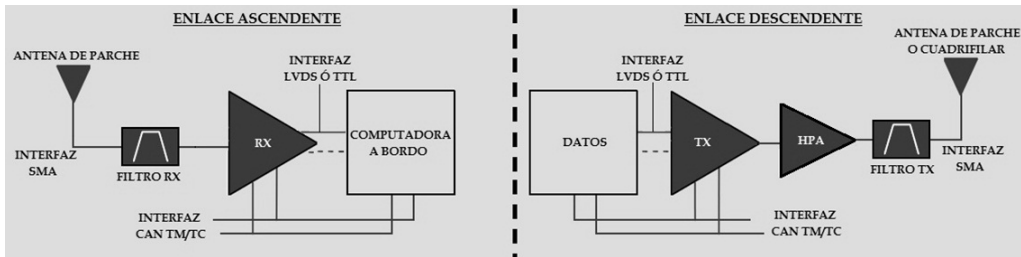 ENLACE ASCENDENTE
ANTENA DE PARCHE
INTERFAZ
LVDS Ó TTL
RX
COMPUTADORA
A BORDO
INTERFAZ
SMA
FILTRO RX
INTERFAZ
CAN TM/TC
ENLACE DESCENDENTE
ANTENA DE PARCHE
O CUADRIFILAR
INTERFAZ
LVDS Ó TTL
DATOS
TX
HPA
FILTRO TX
INTERFAZ
SMA
INTERFAZ
CAN TM/TC